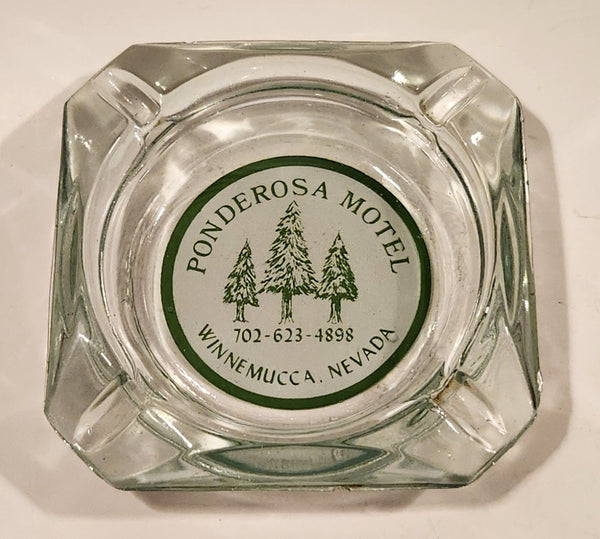 PONDEROSA MOTEL
702-623-4898
WINNEMUCCA. NEVADA